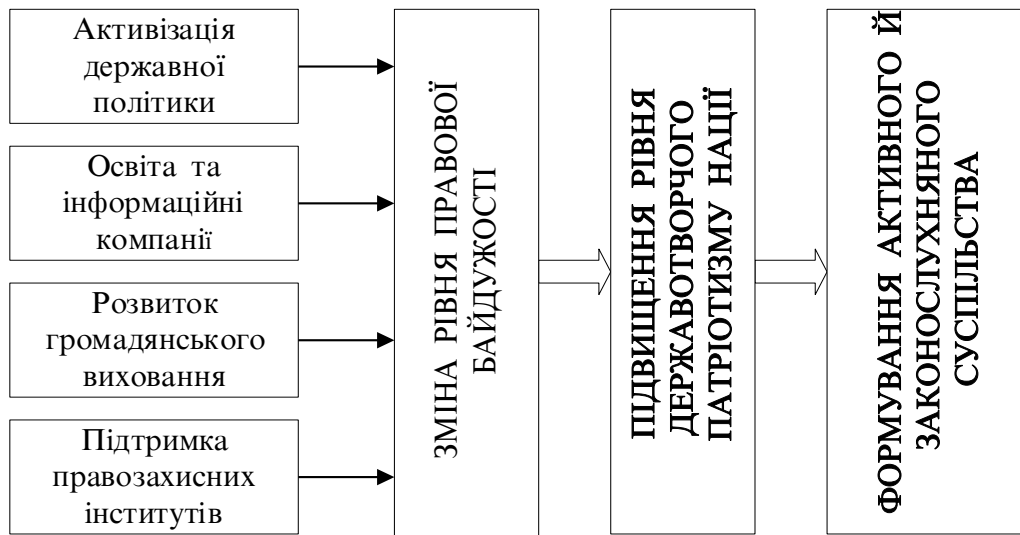 Активізація
державної
політики
Освіта та
інформаційні
компанії
Розвиток
громадянського
виховання
Підтримка
правозахисних
інститутів
ЗМІНА РІВНЯ ПРАВОВОЇ
БАЙДУЖОСТІ
ПІДВИЩЕННЯ РІВНЯ
ДЕРЖАВОТВОРЧОГО
ПАТРІОТИЗМУ НАЦІЇ
ФОРМУВАННЯ АКТИВНОГО Й
ЗАКОНОСЛУХНЯНОГО
СУСПІЛЬСТВА